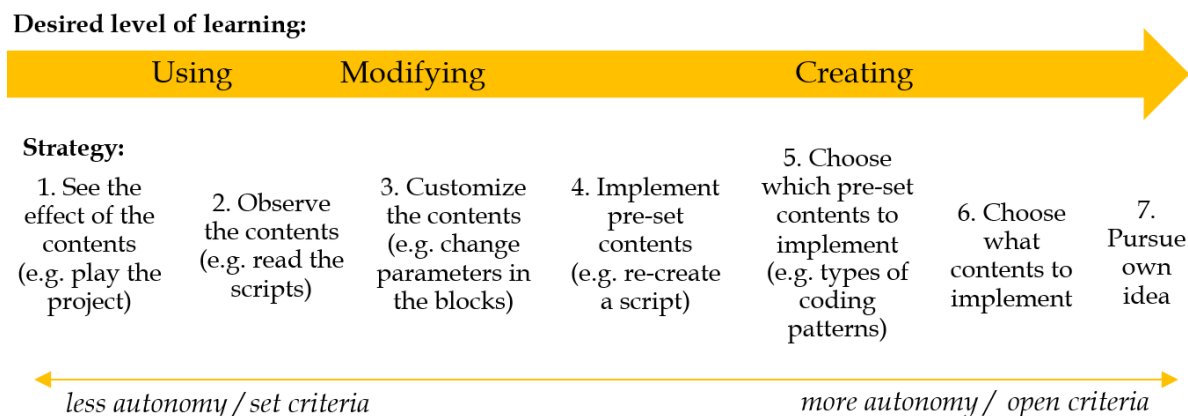 Desired level of learning:
Using
Modifying
Creating
Strategy:
1. See the
effect of the
contents
(e.g. play the
project)
2. Observe
the contents
(e.g. read the
scripts)
3. Customize
the contents
(e.g. change
parameters in
the blocks)
4. Implement
pre-set
contents
(e.g. re-create
a script)
5. Choose
which pre-set
contents to
implement
(e.g. types of
coding
patterns)
6. Choose
what
contents to
implement
7.
Pursue
own
idea
less autonomy / set criteria
more autonomy / open criteria